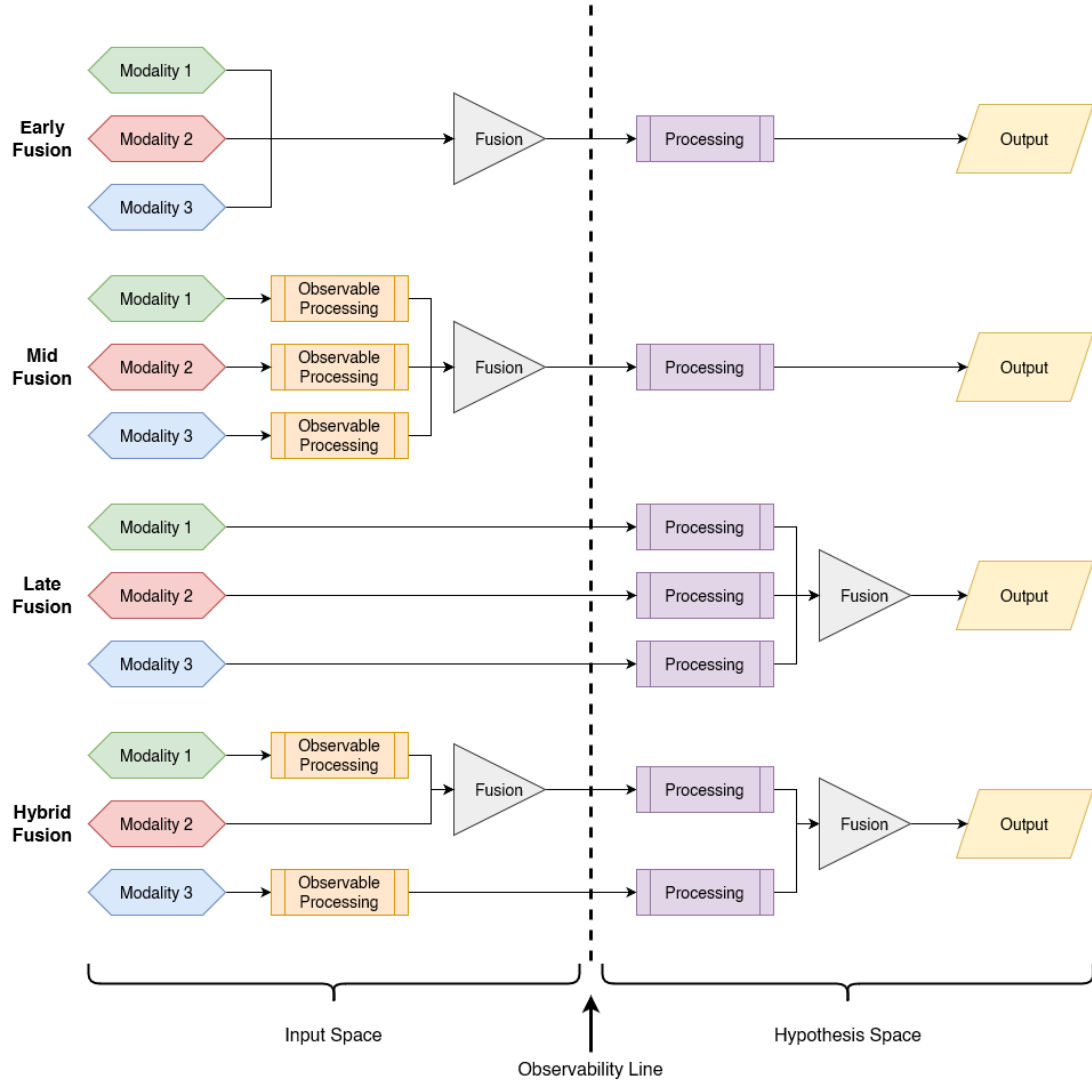 Modality 1
Early
Fusion
Modality 2
Fusion
Processing
Output
Modality 3
Modality 1
Observable
Processing
Mid
Fusion
Modality 2
Observable
Processing
Fusion
Processing
Output
Modality 3
Observable
Processing
Modality 1
Processing
Late
Fusion
Modality 2
Processing
Fusion
Output
Modality 3
Processing
Modality 1
Observable
Processing
Fusion
Processing
Hybrid
Fusion
Modality 2
Fusion
Output
Modality 3
Observable
Processing
Processing
Input Space
Hypothesis Space
Observability Line